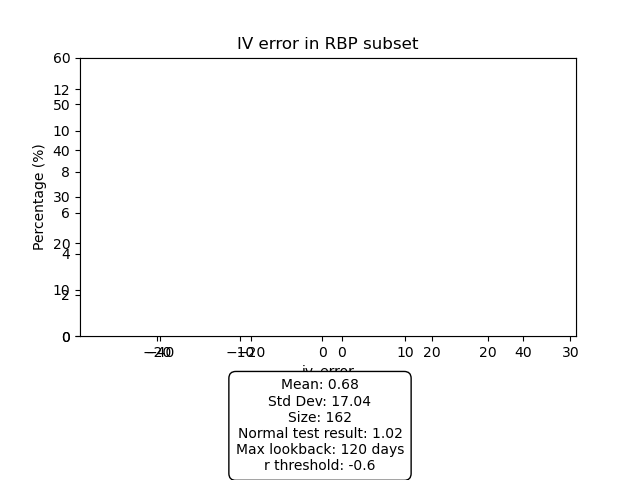 IV error in RBP subset
Percentage (%)
60
12
50
10
40
8
30
6
20
4
10
2
0
−20
−40
−10
−20
0
0
10
20
20
40
30
iv_error
Mean: 0.68
Std Dev: 17.04
Size: 162
Normal test result: 1.02
Max lookback: 120 days
r threshold: -0.6